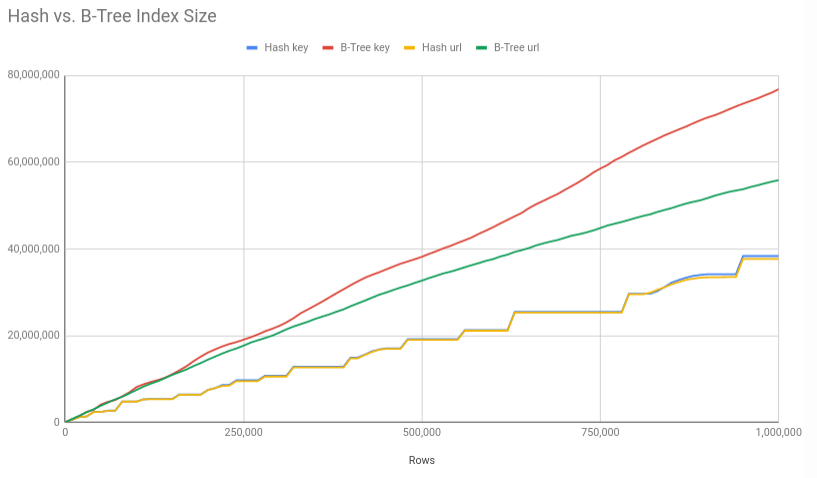 Hash vs. B-Tree Index Size
Hash key B-Tree key Hash url B-Tree url
80,000,000
60,000,000
40,000,000
20,000,000
0
0 250,000 500,000 750,000 1,000,000
Rows